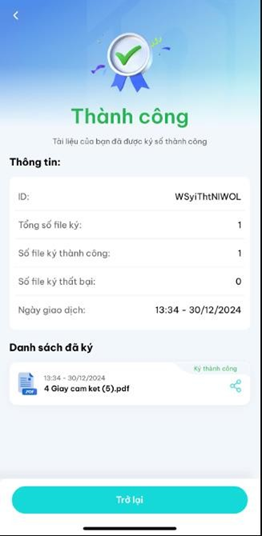 Thành công
Tài liệu của bạn đã được ký số thành công
Thông tin:
ID: WSyiThtNIWOL
Tổng số file ký: 1
Số file ký thành công: 1
Số file ký thất bại: 0
Ngày giao dịch: 13:34 - 30/12/2024
Danh sách đã ký
Ký thành công
13:34 - 30/12/2024
PDF
4 Giay cam ket (5).pdf
Trở lại